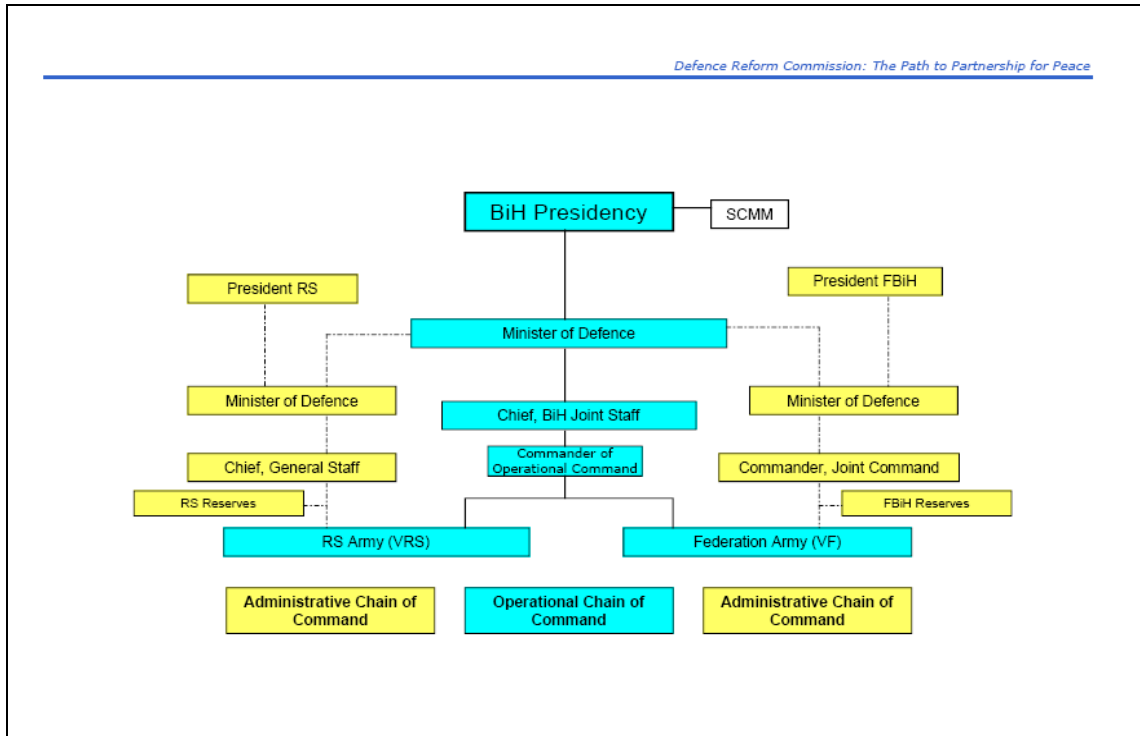 Defence Reform Commission: The Path to Partnership for Peace
BiH Presidency
SCMM
President RS
President FBiH
Minister of Defence
Minister of Defence
Chief, BiH Joint Staff
Minister of Defence
Commander of
Operational Command
Chief, General Staff
Commander, Joint Command
RS Reserves
FBiH Reserves
RS Army (VRS)
Federation Army (VF)
Administrative Chain of
Command
Operational Chain of
Command
Administrative Chain of
Command